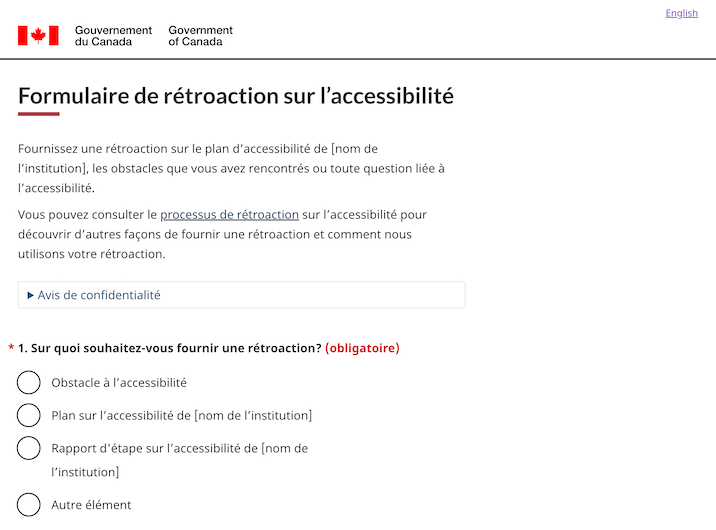 English
Gouvernement
du Canada
Government
of Canada
Formulaire de rétroaction sur l’accessibilité
Fournissez une rétroaction sur le plan d’accessibilité de [nom de
l’institution], les obstacles que vous avez rencontrés ou toute question liée à
l’accessibilité.
Vous pouvez consulter le processus de rétroaction sur l’accessibilité pour
découvrir d’autres façons de fournir une rétroaction et comment nous
utilisons votre rétroaction.
Avis de confidentialité
* 1. Sur quoi souhaitez-vous fournir une rétroaction? (obligatoire)
Obstacle à l’accessibilité
Plan sur l’accessibilité de [nom de l’institution]
Rapport d'étape sur l’accessibilité de [nom de
l’institution]
Autre élément